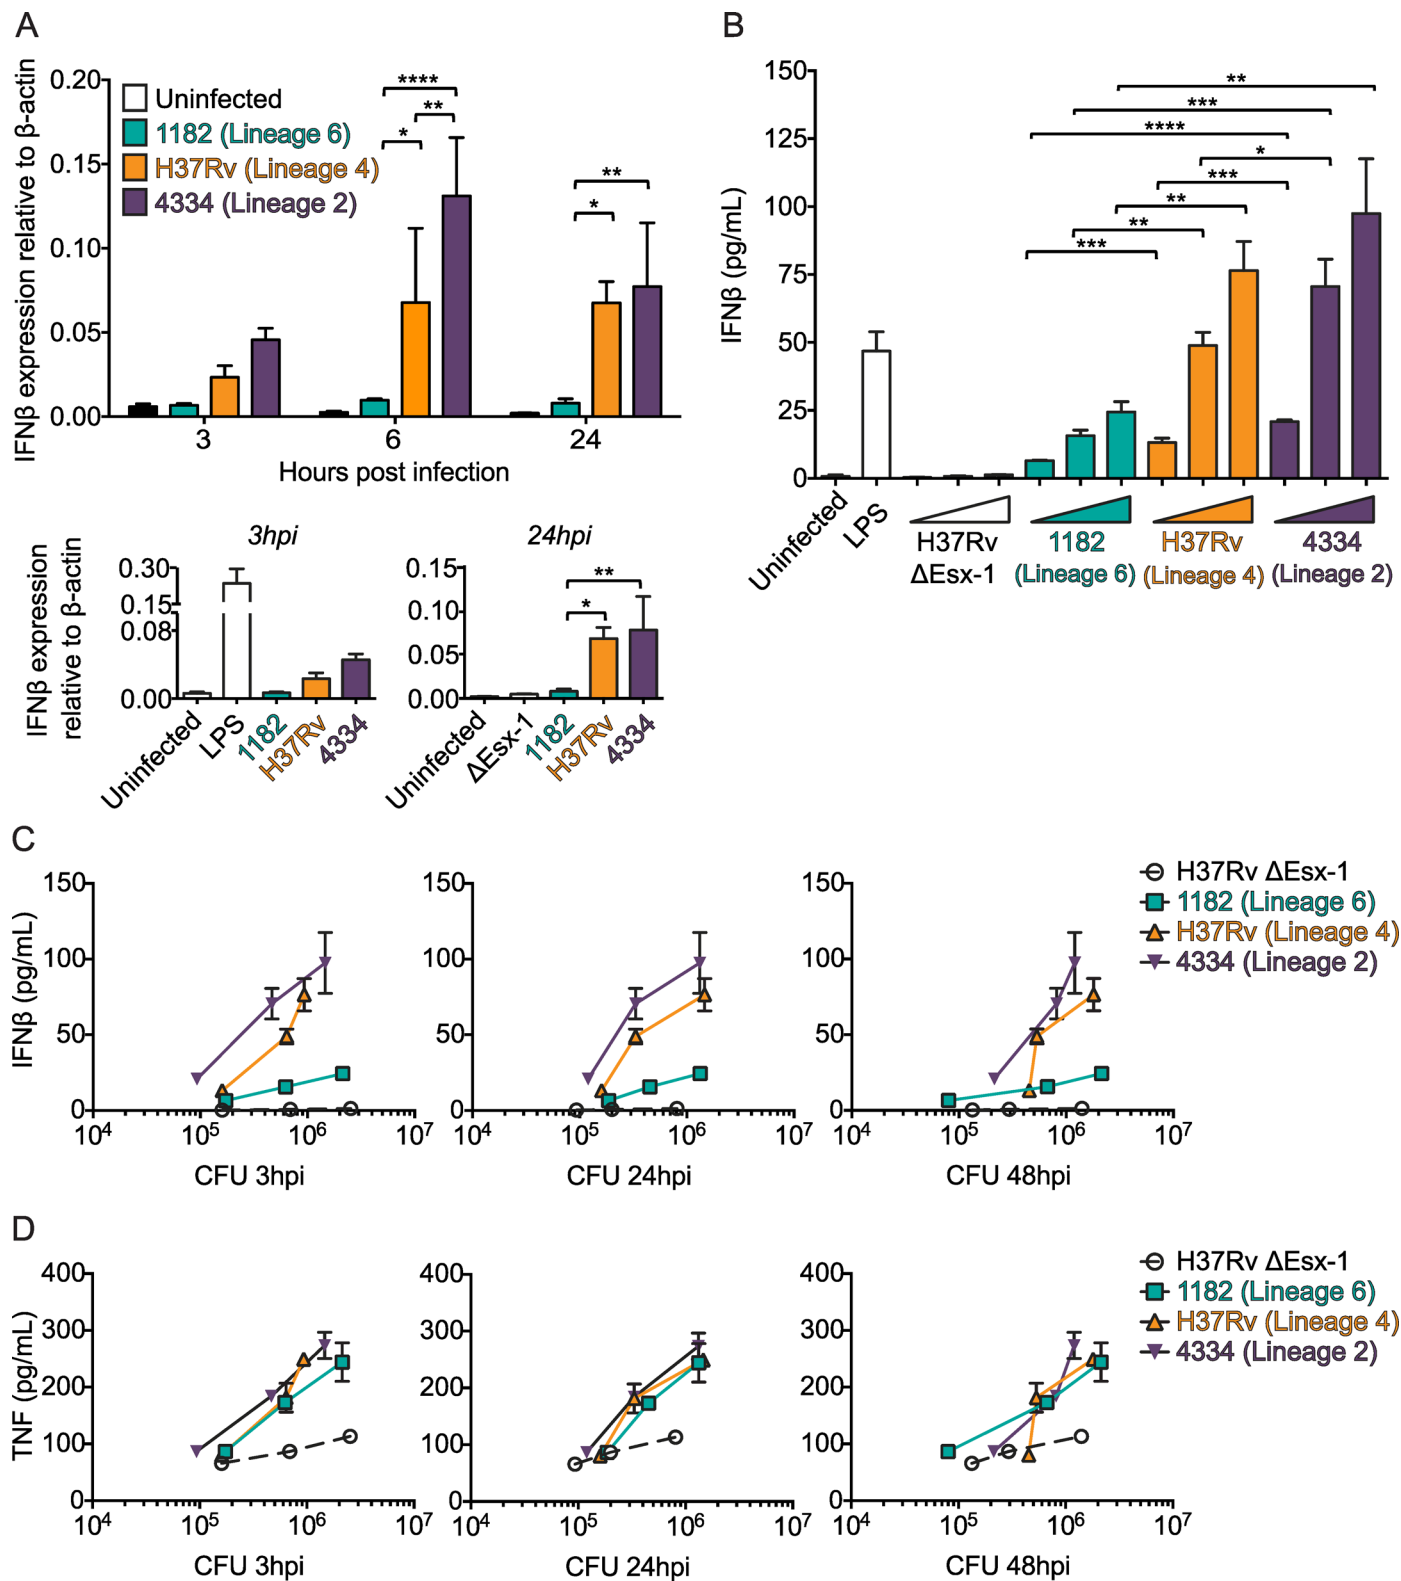 A
IFNβ expression relative to β-actin
0.20
0.15
0.10
0.05
0.00
Uninfected
1182 (Lineage 6)
H37Rv (Lineage 4)
4334 (Lineage 2)
****
**
*
**
*
3
6
24
Hours post infection
IFNβ expression
relative to β-actin
3hpi
0.30
0.15
0.08
0.00
Uninfected
LPS
1182
H37Rv
4334
24hpi
0.15
0.10
0.05
0.00
**
*
Uninfected
ΔEsx-1
1182
H37Rv
4334
B
IFNβ (pg/mL)
150
125
100
75
50
25
0
**
***
****
*
***
**
**
***
Uninfected
LPS
H37Rv
ΔEsx-1
1182
(Lineage 6)
H37Rv
(Lineage 4)
4334
(Lineage 2)
C
IFNβ (pg/mL)
150
100
50
0
10⁴
10⁵
10⁶
10⁷
CFU 3hpi
150
100
50
0
10⁴
10⁵
10⁶
10⁷
CFU 24hpi
150
100
50
0
10⁴
10⁵
10⁶
10⁷
CFU 48hpi
H37Rv ΔEsx-1
1182 (Lineage 6)
H37Rv (Lineage 4)
4334 (Lineage 2)
D
TNF (pg/mL)
400
300
200
100
0
10⁴
10⁵
10⁶
10⁷
CFU 3hpi
400
300
200
100
0
10⁴
10⁵
10⁶
10⁷
CFU 24hpi
400
300
200
100
0
10⁴
10⁵
10⁶
10⁷
CFU 48hpi
H37Rv ΔEsx-1
1182 (Lineage 6)
H37Rv (Lineage 4)
4334 (Lineage 2)